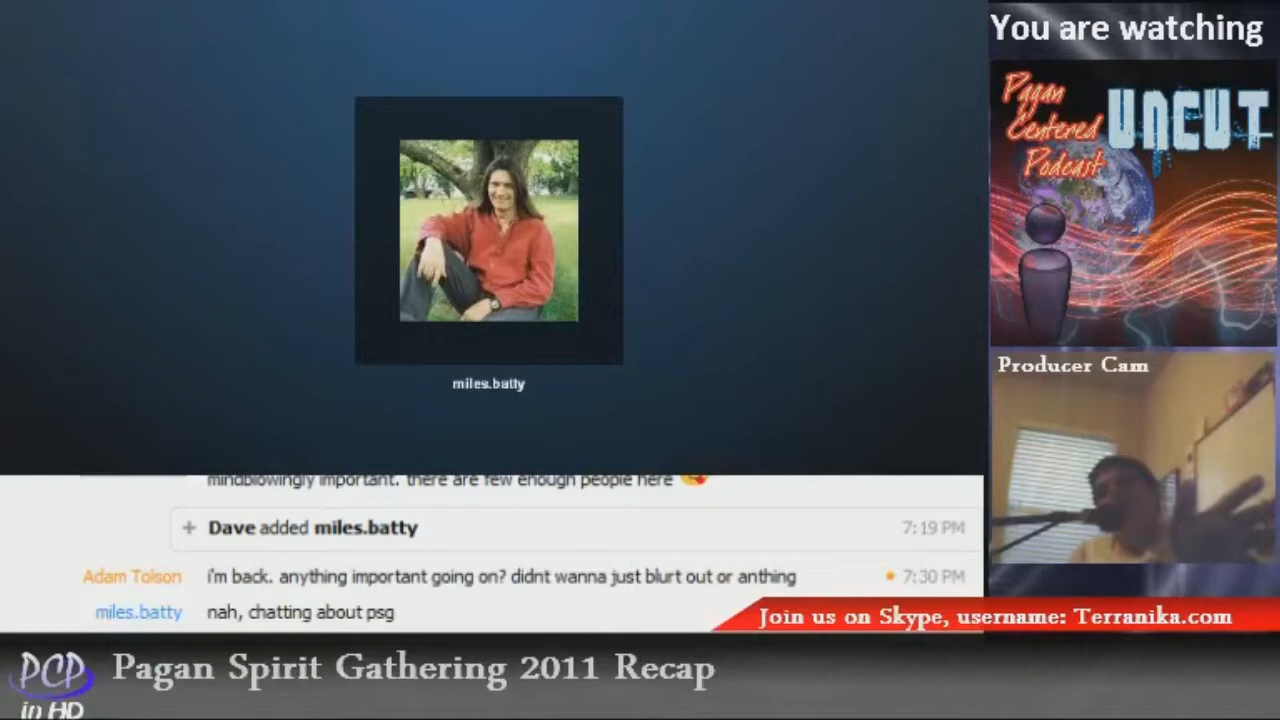 You are watching
Pagan
Centered
Podcast
UNCUT
Producer Cam
miles.batty
mindblowingly important. there are few enough people here
Dave added miles.batty 7:19 PM
Adam Tolson i'm back. anything important going on? didnt wanna just blurt out or anthing 7:30 PM
miles.batty nah, chatting about psg
Join us on Skype, username: Terranika.com
PCP
in HD
Pagan Spirit Gathering 2011 Recap